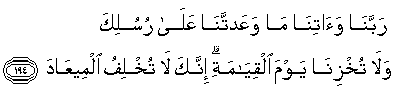 رَبَّنَا وَءَاتِنَا مَا وَعَدتَّنَا عَلَىٰ رُسُلِكَ
وَلَا تُخْزِنَا يَوْمَ ٱلْقِيَـٰمَةِ ۗ إِنَّكَ لَا تُخْلِفُ ٱلْمِيعَادَ ١٩٤